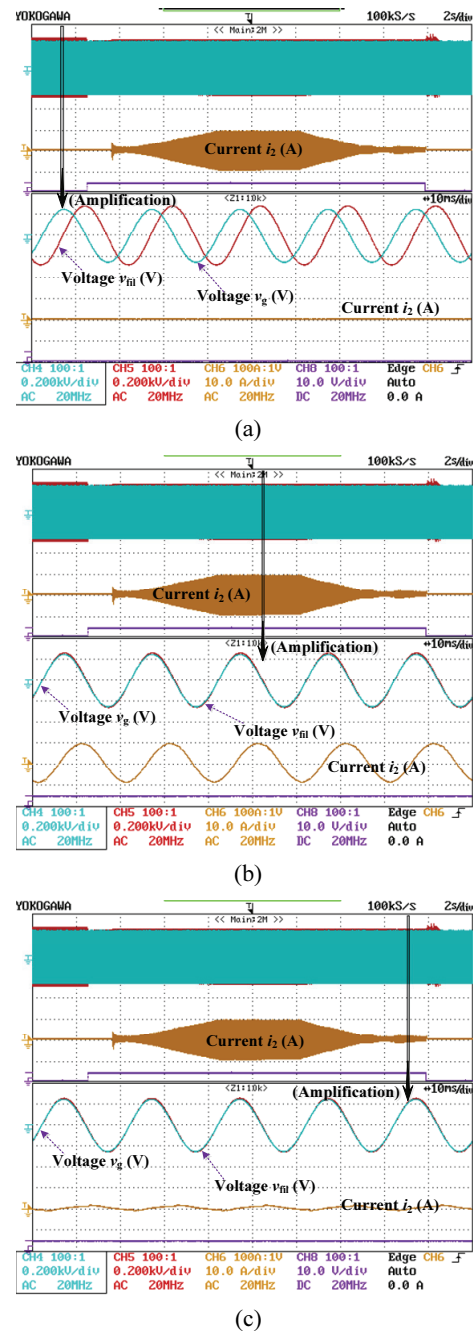 YOKOGAWA 100kS/s 2s/div
<< Main:2M >>
Current i2 (A)
(Amplification)
<Z1:10k> 10ms/div
Voltage vfil (V)
Voltage vg (V)
Current i2 (A)
CH4 100:1 CH5 100:1 CH6 100A:1V CH8 100:1 Edge CH6
0.200kV/div 0.200kV/div 10.0 A/div 10.0 V/div Auto
AC 20MHz AC 20MHz AC 20MHz DC 20MHz 0.0 A
(a)
YOKOGAWA 100kS/s 2s/div
<< Main:2M >>
Current i2 (A)
(Amplification)
<Z1:10k> 10ms/div
Voltage vg (V)
Voltage vfil (V)
Current i2 (A)
CH4 100:1 CH5 100:1 CH6 100A:1V CH8 100:1 Edge CH6
0.200kV/div 0.200kV/div 10.0 A/div 10.0 V/div Auto
AC 20MHz AC 20MHz AC 20MHz DC 20MHz 0.0 A
(b)
YOKOGAWA 100kS/s 2s/div
<< Main:2M >>
Current i2 (A)
(Amplification)
<Z1:10k> 10ms/div
Voltage vg (V)
Voltage vfil (V)
Current i2 (A)
CH4 100:1 CH5 100:1 CH6 100A:1V CH8 100:1 Edge CH6
0.200kV/div 0.200kV/div 10.0 A/div 10.0 V/div Auto
AC 20MHz AC 20MHz AC 20MHz DC 20MHz 0.0 A
(c)